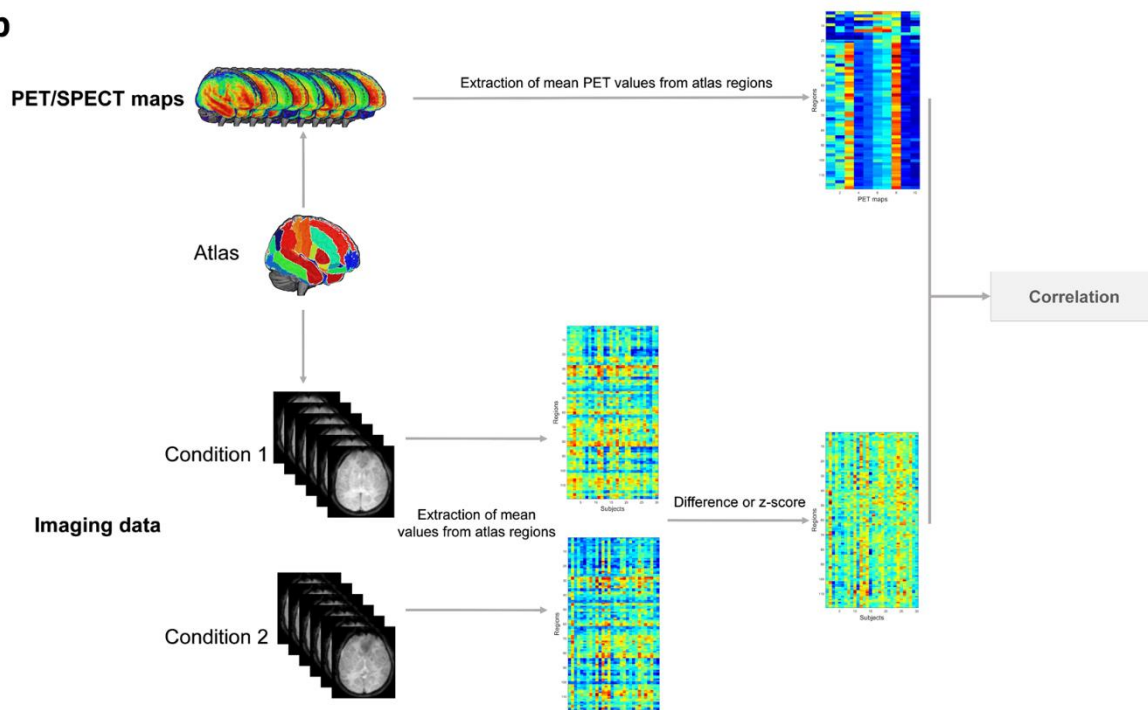 b
PET/SPECT maps
Extraction of mean PET values from atlas regions
Regions
PET maps
Atlas
Correlation
Condition 1
Regions
Subjects
Imaging data
Extraction of mean
values from atlas regions
Difference or z-score
Regions
Subjects
Condition 2
Regions